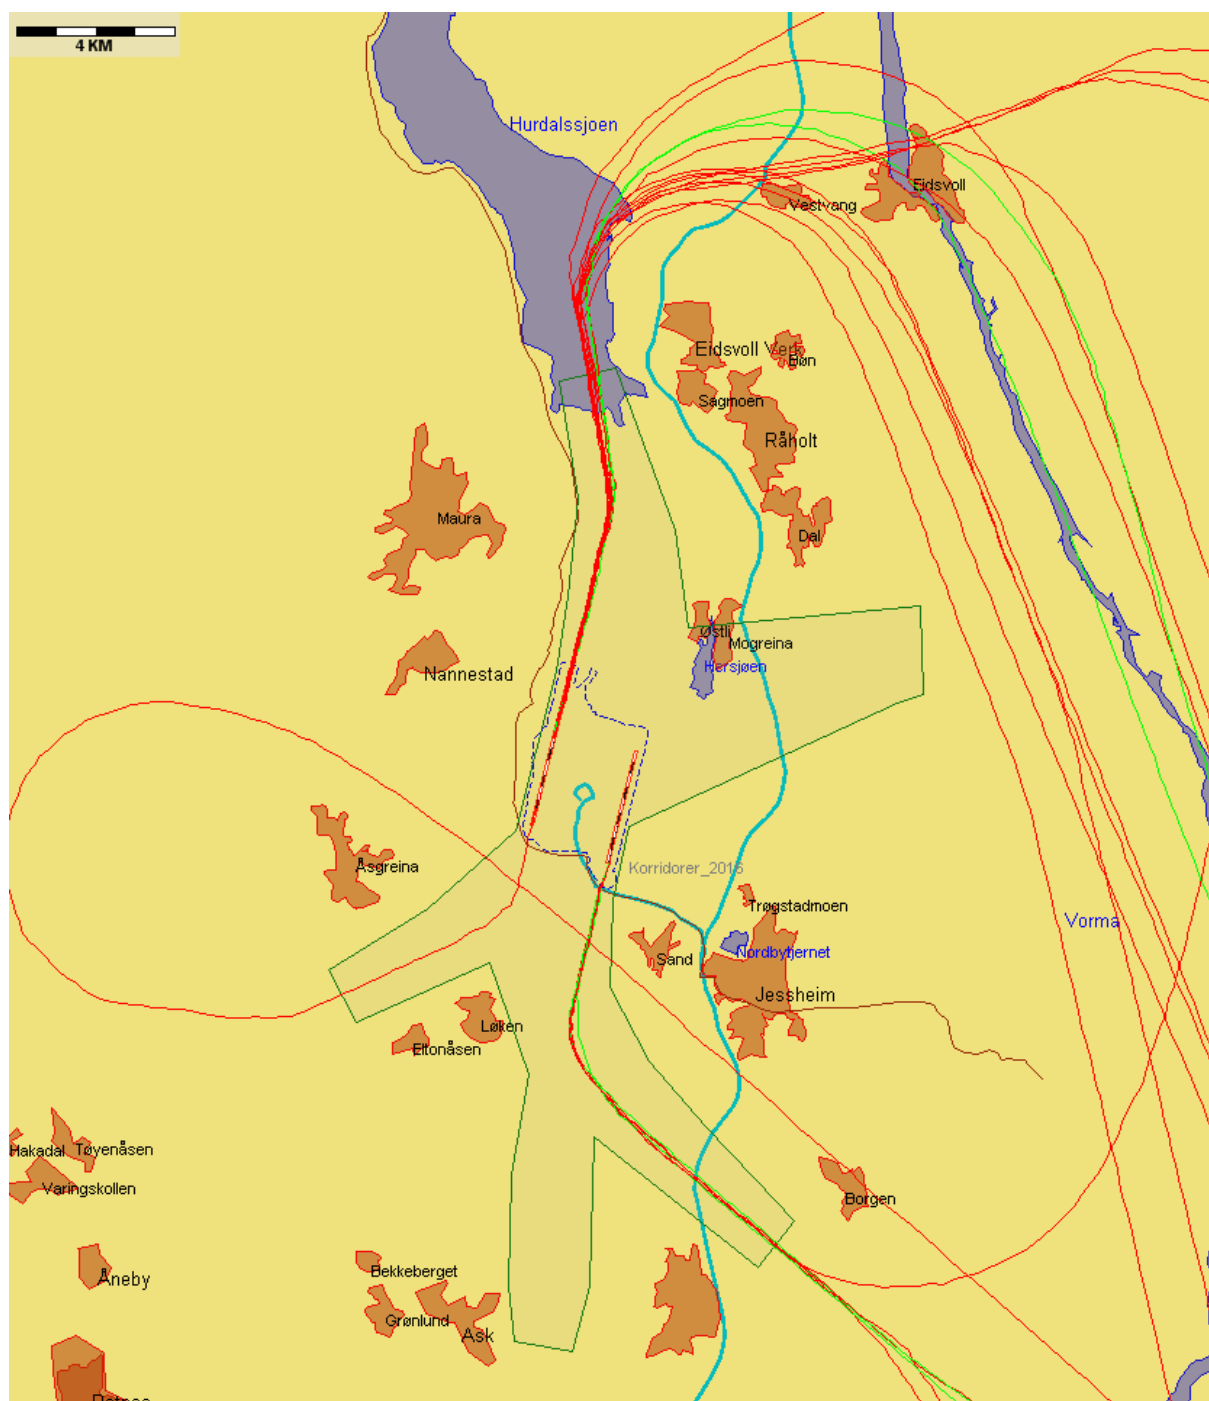 4 KM
Hurdalssjoen
Eidsvoll
Vestvang
Eidsvoll Verk
Bøn
Sagmoen
Råholt
Maura
Dal
Østli
Mogreina
Hersjøen
Nannestad
Åsgreina
Korridorer_2016
Trøgstadmoen
Vorma
Nordbytjernet
Sand
Jessheim
Løken
Eltonåsen
Hakadal
Tøyenåsen
Varingskollen
Borgen
Åneby
Bekkeberget
Grønlund
Ask